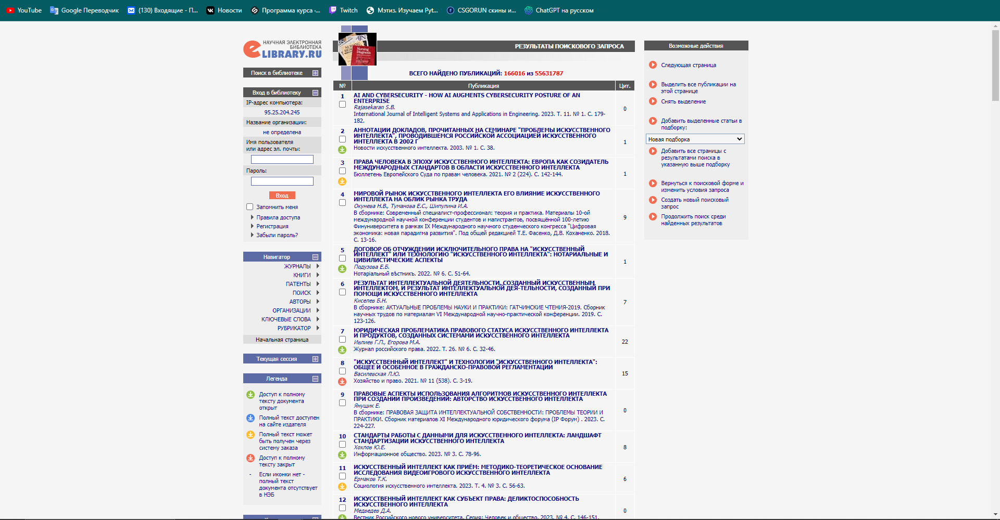 YouTube
Google Переводчик
(130) Входящие - П...
Новости
Программа курса ·...
Twitch
Мэтиз. Изучаем Pyt...
CSGORUN скины и...
ChatGPT на русском
НАУЧНАЯ ЭЛЕКТРОННАЯ
БИБЛИОТЕКА
eLIBRARY.RU
Поиск в библиотеке
Вход в библиотеку
IP-адрес компьютера:
95.25.204.245
Название организации:
не определена
Имя пользователя
или адрес эл. почты:
Пароль:
Вход
Запомнить меня
Правила доступа
Регистрация
Забыли пароль?
Навигатор
ЖУРНАЛЫ
КНИГИ
ПАТЕНТЫ
ПОИСК
АВТОРЫ
ОРГАНИЗАЦИИ
КЛЮЧЕВЫЕ СЛОВА
РУБРИКАТОР
Начальная страница
Текущая сессия
Легенда
Доступ к полному
тексту документа
открыт
Полный текст доступен
на сайте издателя
Полный текст может
быть получен через
систему заказа
Доступ к полному
тексту закрыт
- Если иконки нет -
полный текст
документа отсутствует
в НЭБ
Nursing
Diagnosis
РЕЗУЛЬТАТЫ ПОИСКОВОГО ЗАПРОСА
ВСЕГО НАЙДЕНО ПУБЛИКАЦИЙ: 166016 из 55631787
№ Публикация Цит.
1 AI AND CYBERSECURITY - HOW AI AUGMENTS CYBERSECURITY POSTURE OF AN
ENTERPRISE
Rajasekaran S.B.
International Journal of Intelligent Systems and Applications in Engineering. 2023. Т. 11. № 1. С. 179-
182.
0
2 АННОТАЦИИ ДОКЛАДОВ, ПРОЧИТАННЫХ НА СЕМИНАРЕ "ПРОБЛЕМЫ ИСКУССТВЕННОГО
ИНТЕЛЛЕКТА", ПРОВОДИВШЕМСЯ РОССИЙСКОЙ АССОЦИАЦИЕЙ ИСКУССТВЕННОГО
ИНТЕЛЛЕКТА В 2002 Г
Новости искусственного интеллекта. 2003. № 1. С. 38.
1
3 ПРАВА ЧЕЛОВЕКА В ЭПОХУ ИСКУССТВЕННОГО ИНТЕЛЛЕКТА: ЕВРОПА КАК СОЗИДАТЕЛЬ
МЕЖДУНАРОДНЫХ СТАНДАРТОВ В ОБЛАСТИ ИСКУССТВЕННОГО ИНТЕЛЛЕКТА
Бюллетень Европейского Суда по правам человека. 2021. № 2 (224). С. 142-144.
1
4 МИРОВОЙ РЫНОК ИСКУССТВЕННОГО ИНТЕЛЛЕКТА ЕГО ВЛИЯНИЕ ИСКУССТВЕННОГО
ИНТЕЛЛЕКТА НА ОБЛИК РЫНКА ТРУДА
Окунева Н.В., Туманова Е.С., Шипулина И.А.
В сборнике: Современный специалист-профессионал: теория и практика. Материалы 10-ой
международной научной конференции студентов и магистрантов, посвящённой 100-летию
Финуниверситета в рамках IX Международного научного студенческого конгресса "Цифровая
экономика: новая парадигма развития". Под общей редакцией Т.Е. Фасенко, Д.В. Коханенко. 2018.
С. 13-16.
9
5 ДОГОВОР ОБ ОТЧУЖДЕНИИ ИСКЛЮЧИТЕЛЬНОГО ПРАВА НА "ИСКУССТВЕННЫЙ
ИНТЕЛЛЕКТ" ИЛИ ТЕХНОЛОГИЮ "ИСКУССТВЕННОГО ИНТЕЛЛЕКТА": НОТАРИАЛЬНЫЕ И
ЦИВИЛИСТИЧЕСКИЕ АСПЕКТЫ
Подузова Е.Б.
Нотарiальный вѣстникъ. 2022. № 6. С. 51-64.
1
6 РЕЗУЛЬТАТ ИНТЕЛЛЕКТУАЛЬНОЙ ДЕЯТЕЛЬНОСТИ, СОЗДАННЫЙ ИСКУССТВЕННЫМ
ИНТЕЛЛЕКТОМ, И РЕЗУЛЬТАТ ИНТЕЛЛЕКТУАЛЬНОЙ ДЕЯ-ТЕЛЬНОСТИ, СОЗДАННЫЙ ПРИ
ПОМОЩИ ИСКУССТВЕННОГО ИНТЕЛЛЕКТА
Киселев Б.Н.
В сборнике: АКТУАЛЬНЫЕ ПРОБЛЕМЫ НАУКИ И ПРАКТИКИ: ГАТЧИНСКИЕ ЧТЕНИЯ-2019. Сборник
научных трудов по материалам VI Международной научно-практической конференции. 2019. С.
123-126.
7
7 ЮРИДИЧЕСКАЯ ПРОБЛЕМАТИКА ПРАВОВОГО СТАТУСА ИСКУССТВЕННОГО ИНТЕЛЛЕКТА
И ПРОДУКТОВ, СОЗДАННЫХ СИСТЕМАМИ ИСКУССТВЕННОГО ИНТЕЛЛЕКТА
Ивлиев Г.П., Егорова М.А.
Журнал российского права. 2022. Т. 26. № 6. С. 32-46.
22
8 "ИСКУССТВЕННЫЙ ИНТЕЛЛЕКТ" И ТЕХНОЛОГИИ "ИСКУССТВЕННОГО ИНТЕЛЛЕКТА":
ОБЩЕЕ И ОСОБЕННОЕ В ГРАЖДАНСКО-ПРАВОВОЙ РЕГЛАМЕНТАЦИИ
Василевская Л.Ю.
Хозяйство и право. 2021. № 11 (538). С. 3-19.
15
9 ПРАВОВЫЕ АСПЕКТЫ ИСПОЛЬЗОВАНИЯ АЛГОРИТМОВ ИСКУССТВЕННОГО ИНТЕЛЛЕКТА
ПРИ СОЗДАНИИ ПРОИЗВЕДЕНИЙ: АВТОРСТВО ИСКУССТВЕННОГО ИНТЕЛЛЕКТА
Янущик Е.
В сборнике: ПРАВОВАЯ ЗАЩИТА ИНТЕЛЛЕКТУАЛЬНОЙ СОБСТВЕННОСТИ: ПРОБЛЕМЫ ТЕОРИИ И
ПРАКТИКИ. Сборник материалов XI Международного юридического форума (IP Форум) . 2023. С.
224-227.
0
10 СТАНДАРТЫ РАБОТЫ С ДАННЫМИ ДЛЯ ИСКУССТВЕННОГО ИНТЕЛЛЕКТА: ЛАНДШАФТ
СТАНДАРТИЗАЦИИ ИСКУССТВЕННОГО ИНТЕЛЛЕКТА
Хохлов Ю.Е.
Информационное общество. 2023. № 3. С. 78-96.
8
11 ИСКУССТВЕННЫЙ ИНТЕЛЛЕКТ КАК ПРИЁМ: МЕТОДИКО-ТЕОРЕТИЧЕСКОЕ ОСНОВАНИЕ
ИССЛЕДОВАНИЯ ВИДЕОИГРОВОГО ИСКУССТВЕННОГО ИНТЕЛЛЕКТА
Ермаков Т.К.
Социология искусственного интеллекта. 2023. Т. 4. № 3. С. 56-63.
6
12 ИСКУССТВЕННЫЙ ИНТЕЛЛЕКТ КАК СУБЪЕКТ ПРАВА: ДЕЛИКТОСПОСОБНОСТЬ
ИСКУССТВЕННОГО ИНТЕЛЛЕКТА
Медведев Д.А.
Вестник Российского нового университета. Серия: Человек и общество. 2023. № 4. С. 146-151.
0
Возможные действия
Следующая страница
Выделить все публикации на
этой странице
Снять выделение
Добавить выделенные статьи в
подборку:
Новая подборка
Добавить все страницы с
результатами поиска в
указанную выше подборку
Вернуться к поисковой форме и
изменить условия запроса
Создать новый поисковый
запрос
Продолжить поиск среди
найденных результатов